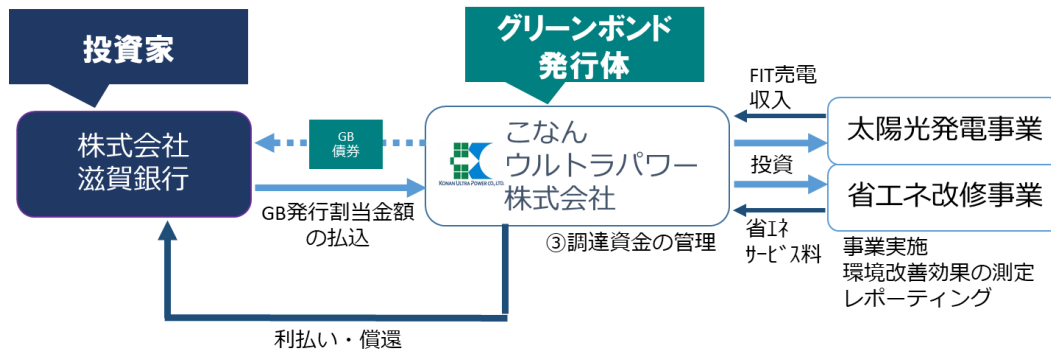 投資家
グリーンボンド
発行体
株式会社
滋賀銀行
GB
債券
GB発行割当金額
の払込
こなん
ウルトラパワー
株式会社
KONAN ULTRA POWER CO., LTD.
③調達資金の管理
FIT売電
収入
投資
省エネ
サービス料
太陽光発電事業
省エネ改修事業
事業実施
環境改善効果の測定
レポーティング
利払い・償還